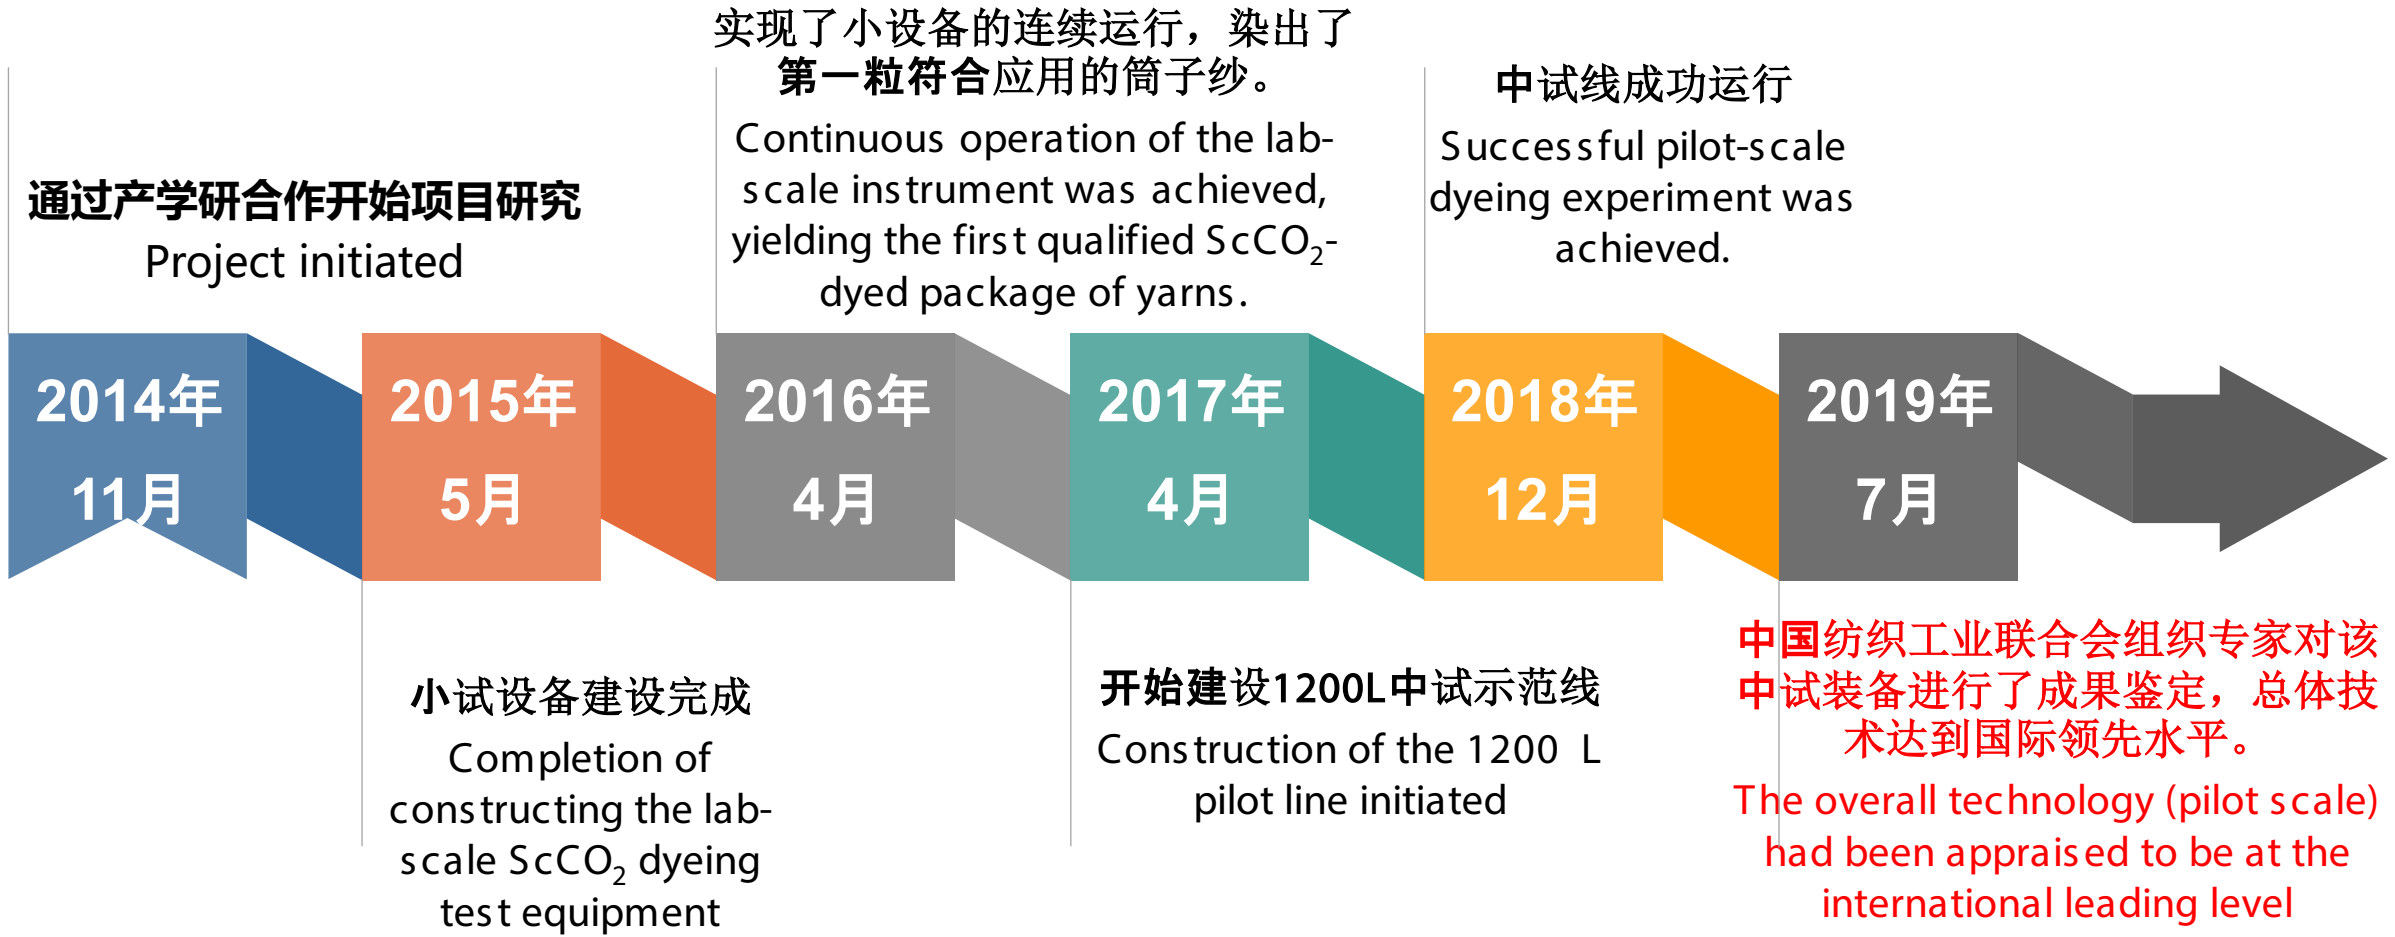 通过产学研合作开始项目研究
Project initiated
2014年
11月
2015年
5月
小试设备建设完成
Completion of
constructing the lab-
scale ScCO₂ dyeing
test equipment
实现了小设备的连续运行，染出了
第一粒符合应用的筒子纱。
Continuous operation of the lab-
scale instrument was achieved,
yielding the first qualified ScCO₂-
dyed package of yarns.
2016年
4月
2017年
4月
开始建设1200L中试示范线
Construction of the 1200 L
pilot line initiated
中试线成功运行
Successful pilot-scale
dyeing experiment was
achieved.
2018年
12月
2019年
7月
中国纺织工业联合会组织专家对该
中试装备进行了成果鉴定，总体技
术达到国际领先水平。
The overall technology (pilot scale)
had been appraised to be at the
international leading level